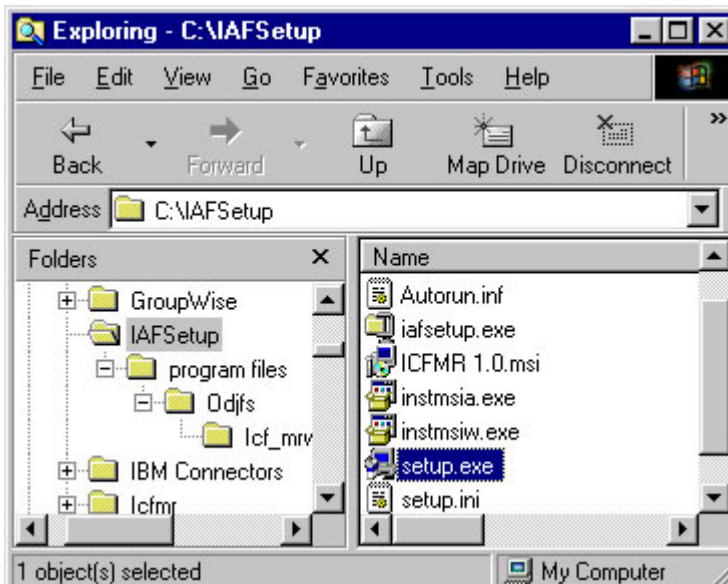 Exploring - C:\IAFSetup
File Edit View Go Favorites Tools Help
Back Forward Up Map Drive Disconnect »
Address C:\IAFSetup
Folders
GroupWise
IAFSetup
program files
Odjfs
Icf_mrw
IBM Connectors
Icfmr
Name
Autorun.inf
iafsetup.exe
ICFMR 1.0.msi
instmsia.exe
instmsiw.exe
setup.exe
setup.ini
1 object(s) selected
My Computer